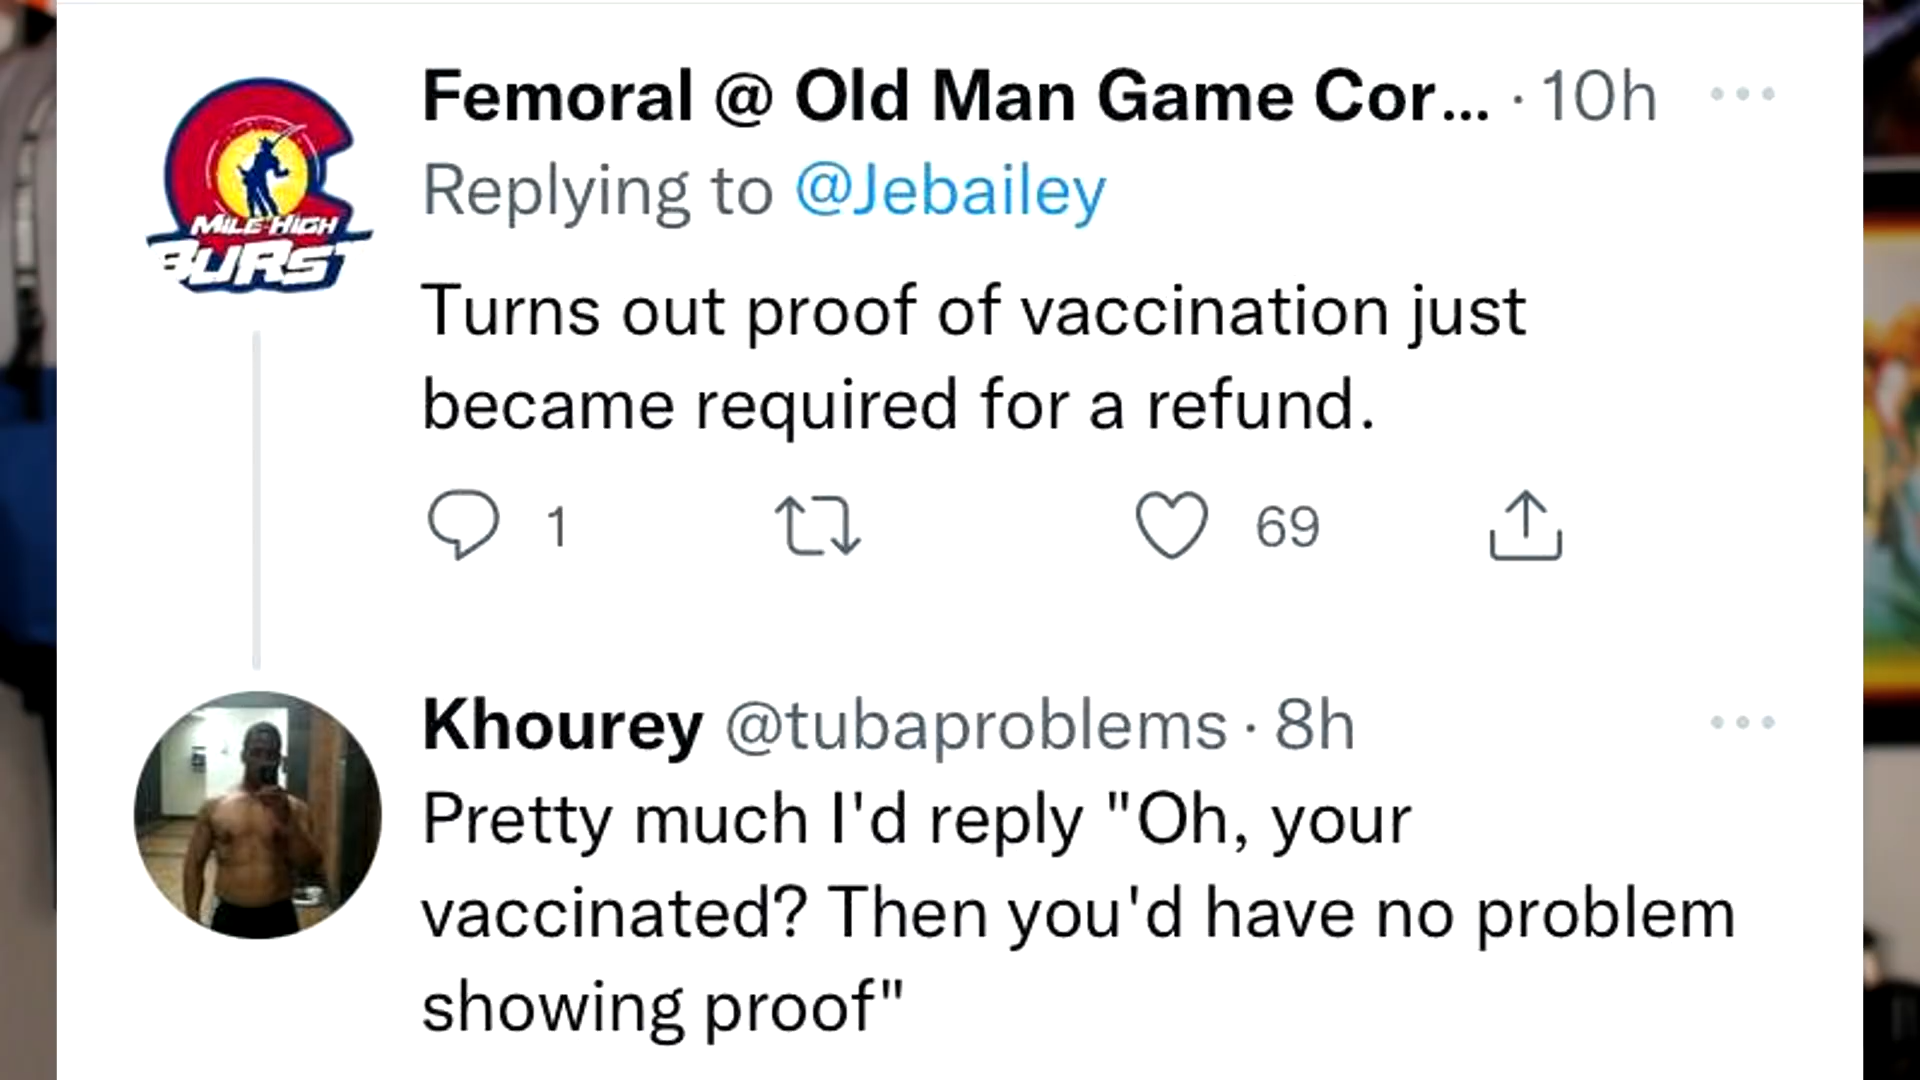 Femoral @ Old Man Game Cor... · 10h
Replying to @Jebailey
MILE HIGH
BURST
Turns out proof of vaccination just
became required for a refund.
1 69
Khourey @tubaproblems · 8h
Pretty much I'd reply "Oh, your
vaccinated? Then you'd have no problem
showing proof"